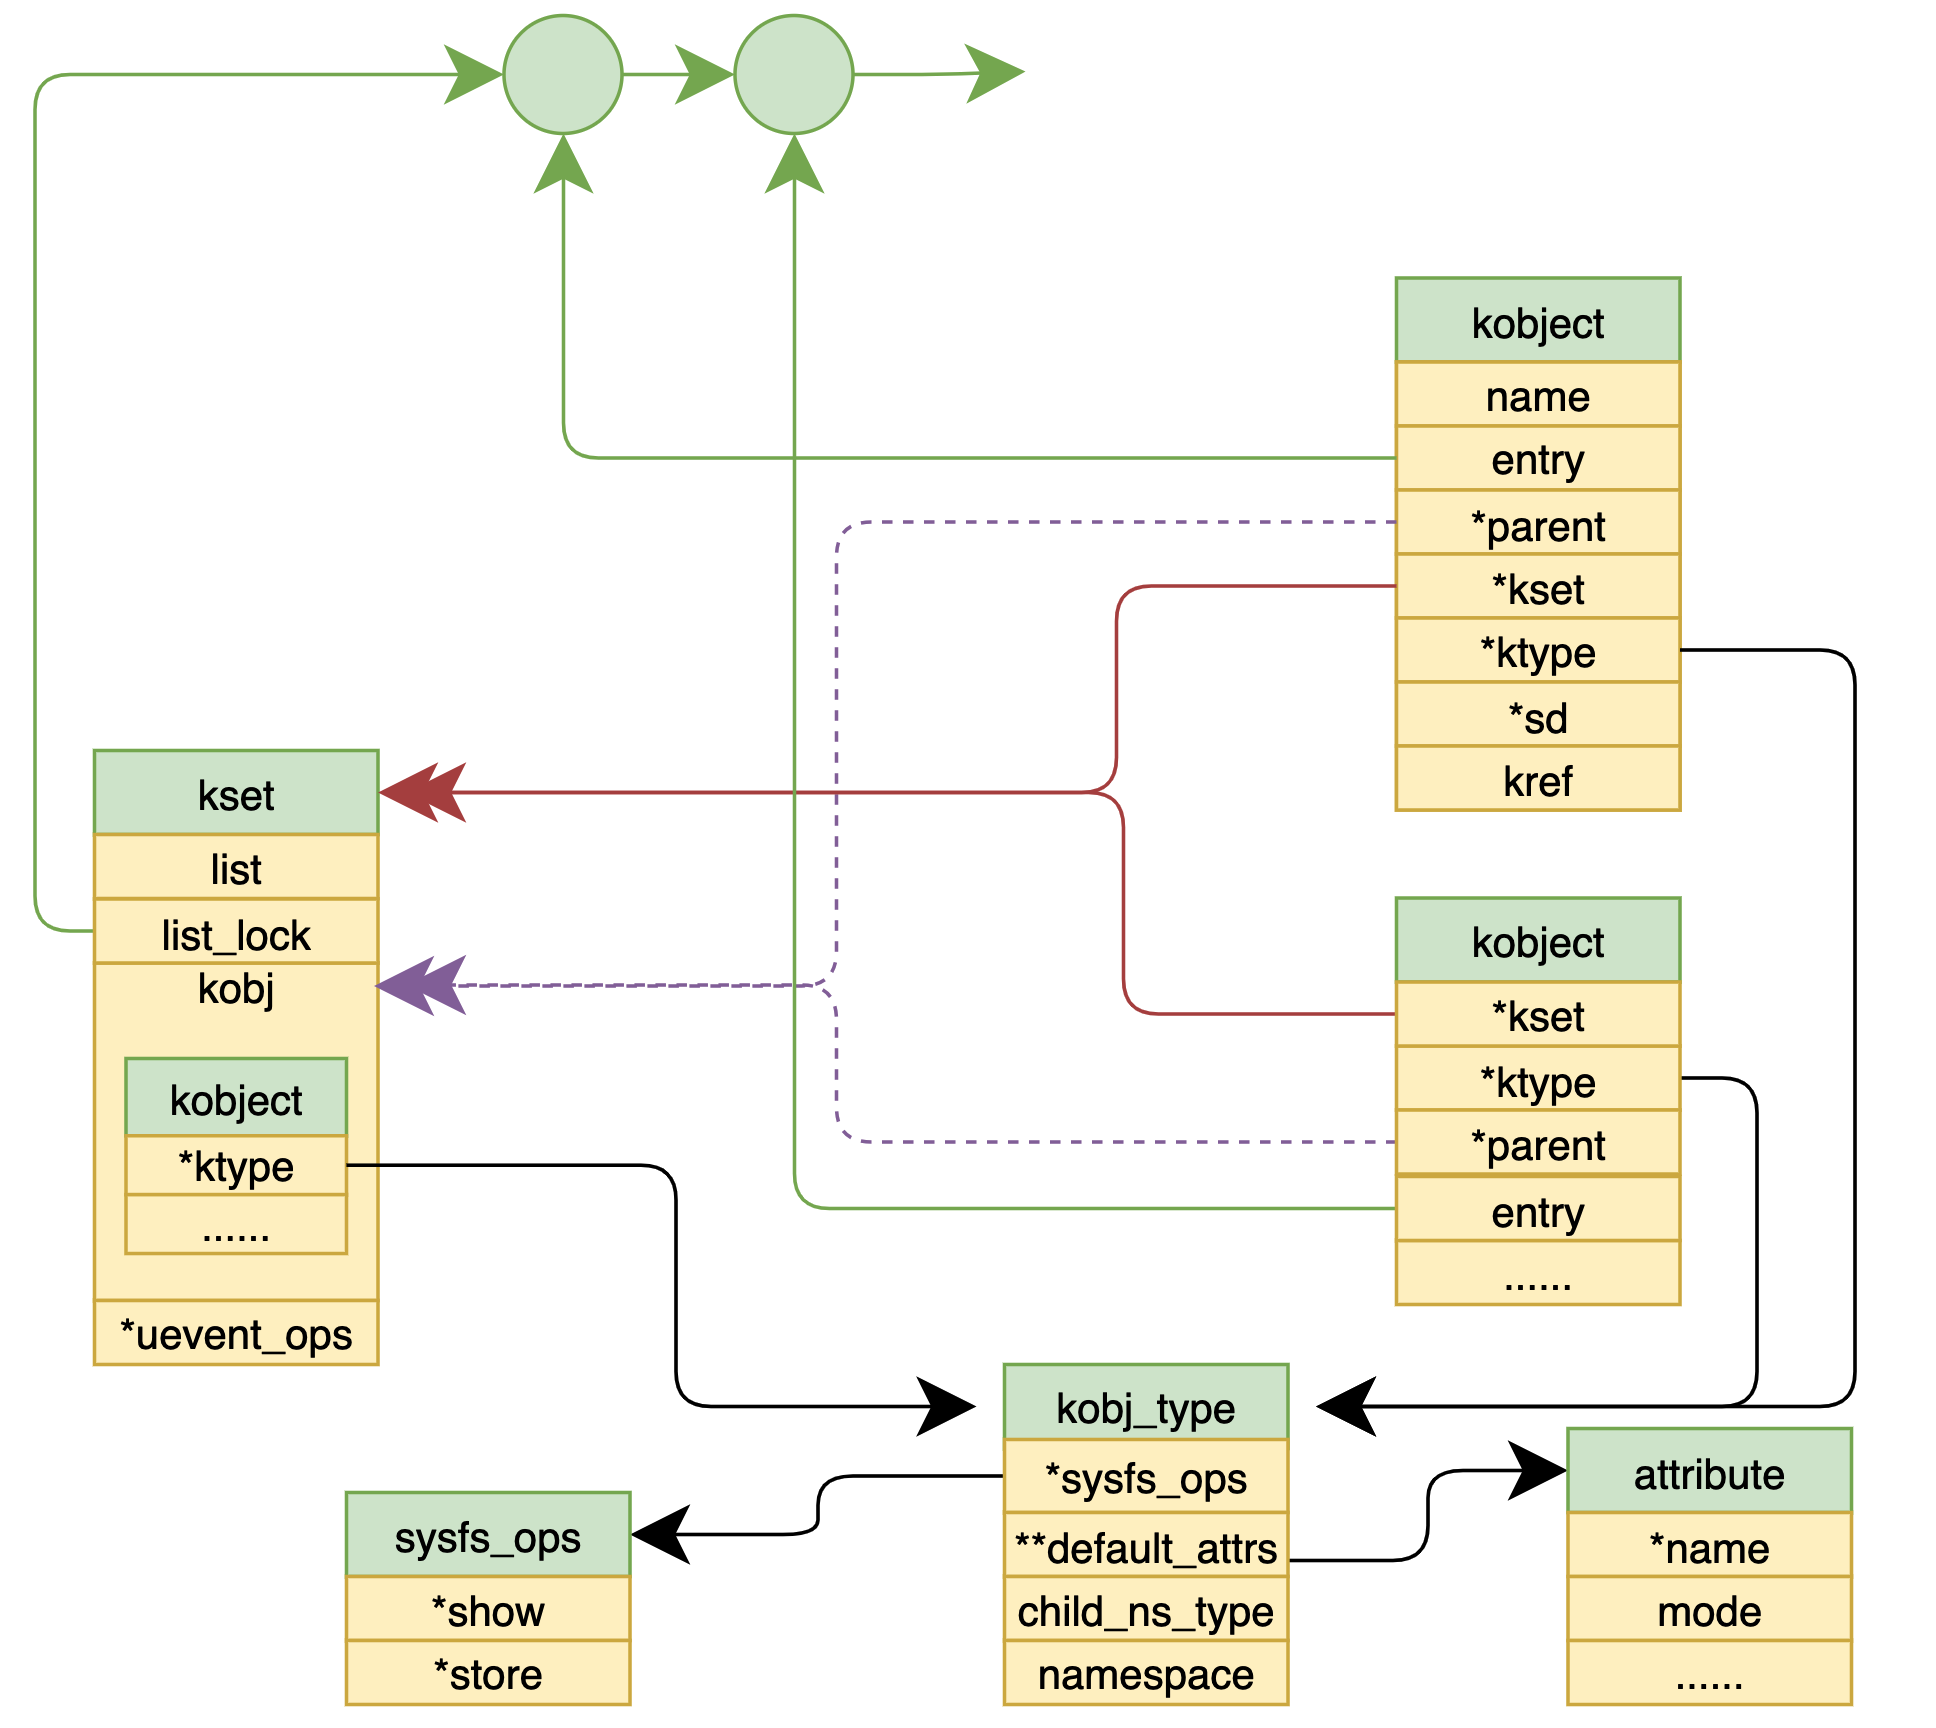 kobject
name
entry
*parent
*kset
*ktype
*sd
kref
kset
list
list_lock
kobj
kobject
*ktype
......
*uevent_ops
kobject
*kset
*ktype
*parent
entry
......
kobj_type
*sysfs_ops
**default_attrs
child_ns_type
namespace
sysfs_ops
*show
*store
attribute
*name
mode
......